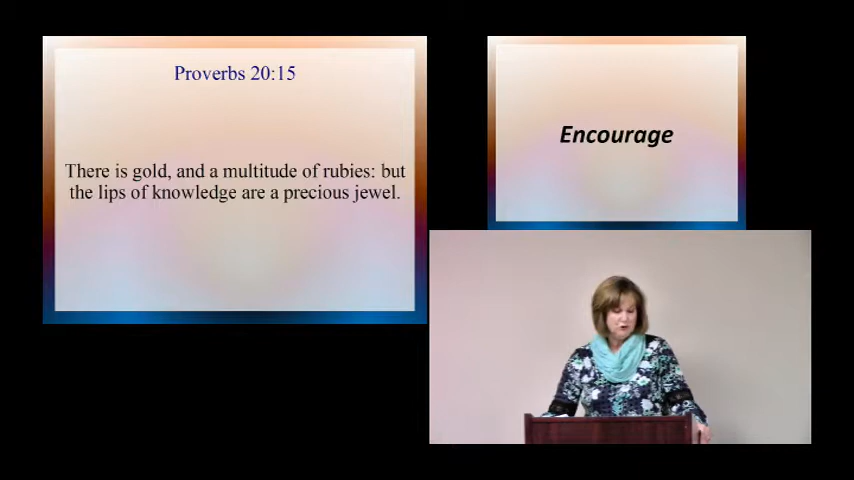 Proverbs 20:15
There is gold, and a multitude of rubies: but
the lips of knowledge are a precious jewel.
Encourage